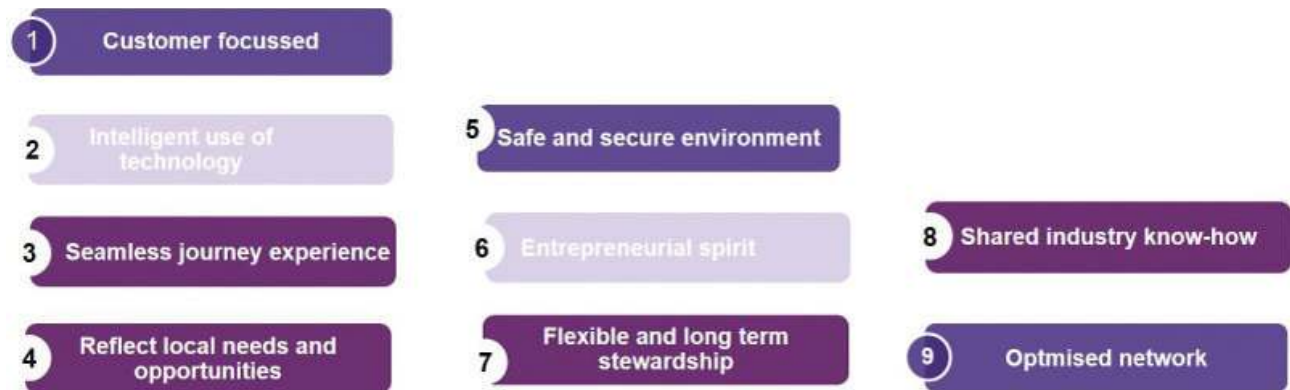 1 Customer focussed
2 Intelligent use of
technology
3 Seamless journey experience
4 Reflect local needs and
opportunities
5 Safe and secure environment
6 Entrepreneurial spirit
7 Flexible and long term
stewardship
8 Shared industry know-how
9 Optmised network